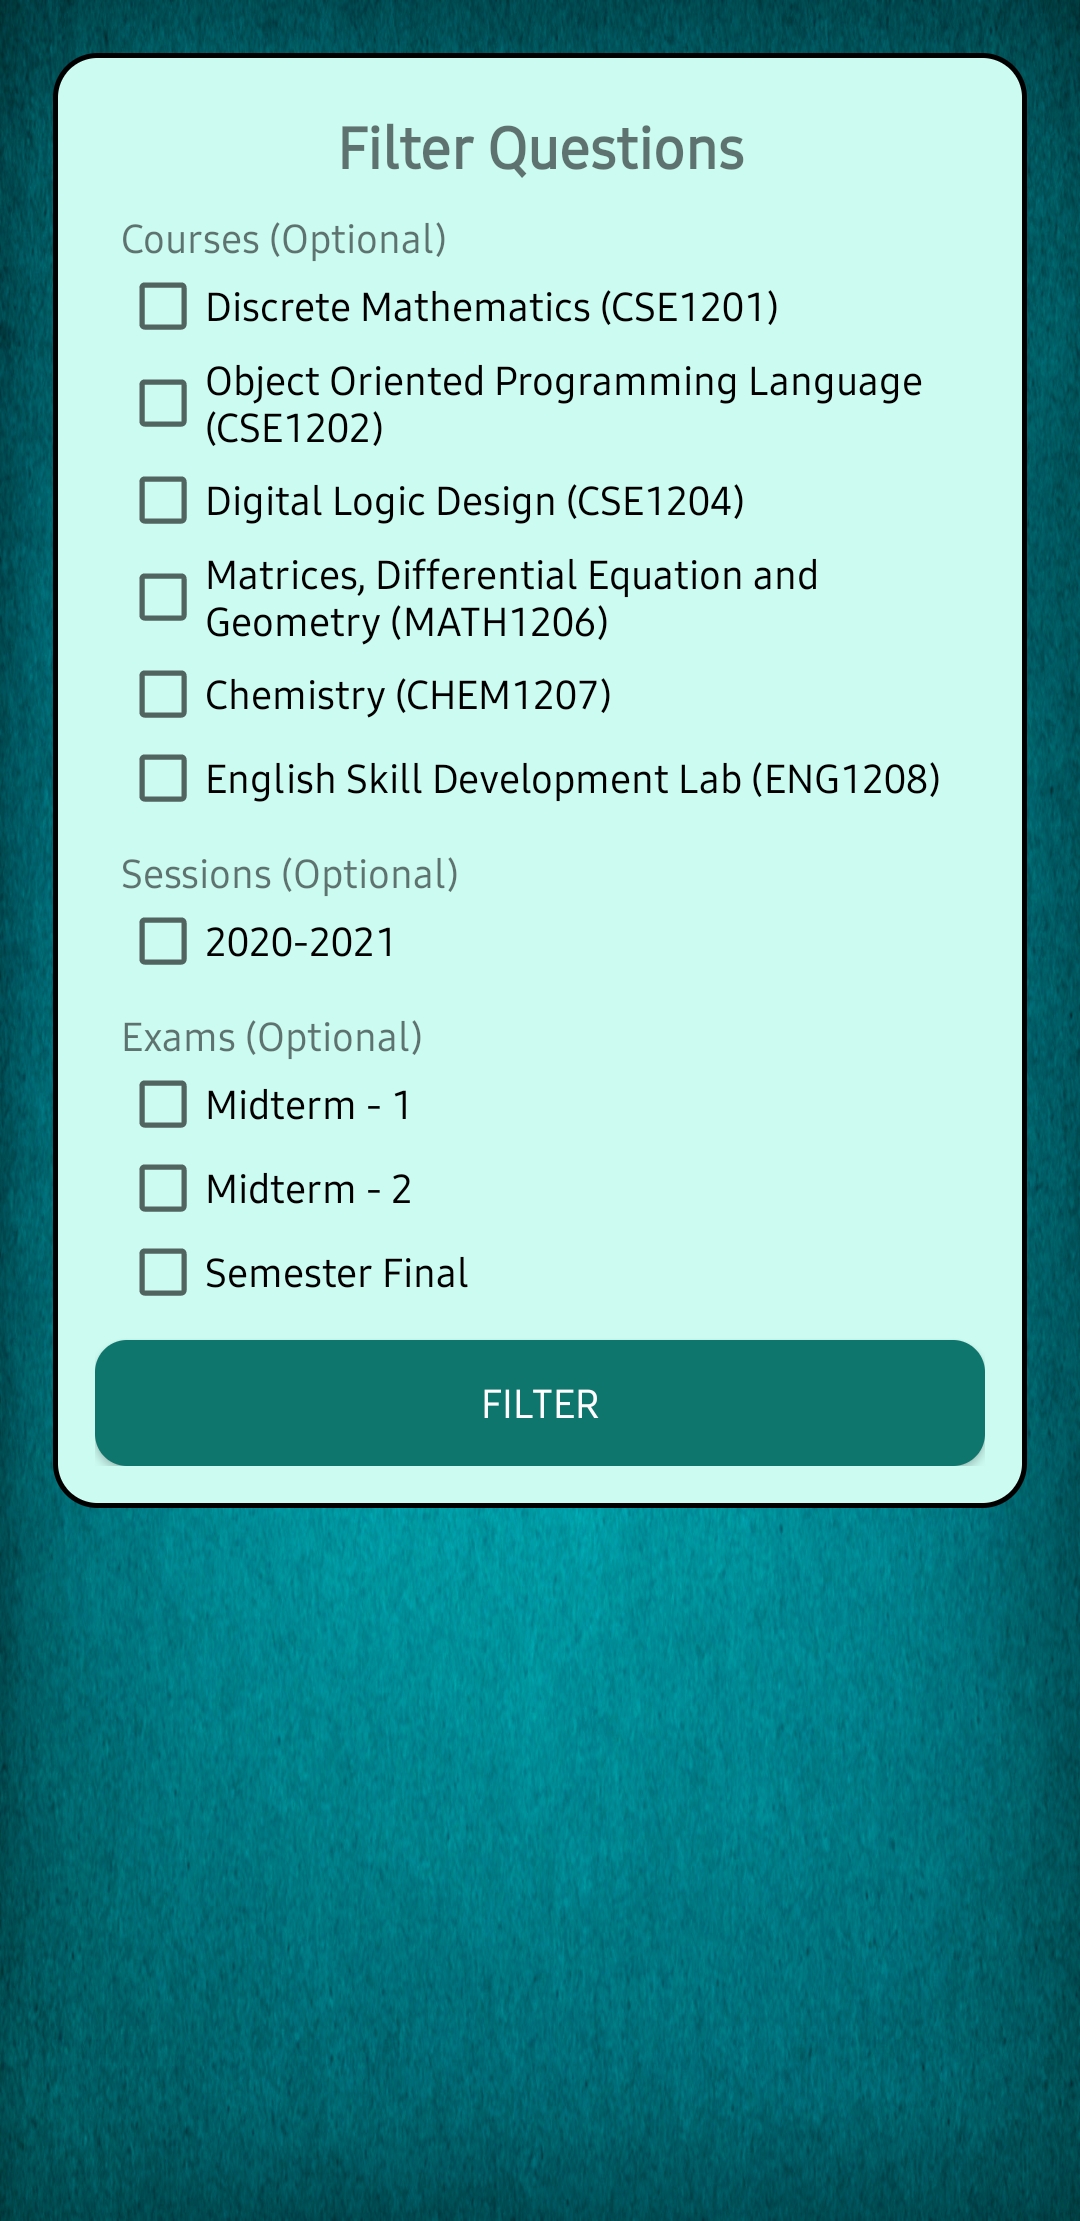 Filter Questions
Courses (Optional)
Discrete Mathematics (CSE1201)
Object Oriented Programming Language
(CSE1202)
Digital Logic Design (CSE1204)
Matrices, Differential Equation and
Geometry (MATH1206)
Chemistry (CHEM1207)
English Skill Development Lab (ENG1208)
Sessions (Optional)
2020-2021
Exams (Optional)
Midterm - 1
Midterm - 2
Semester Final
FILTER